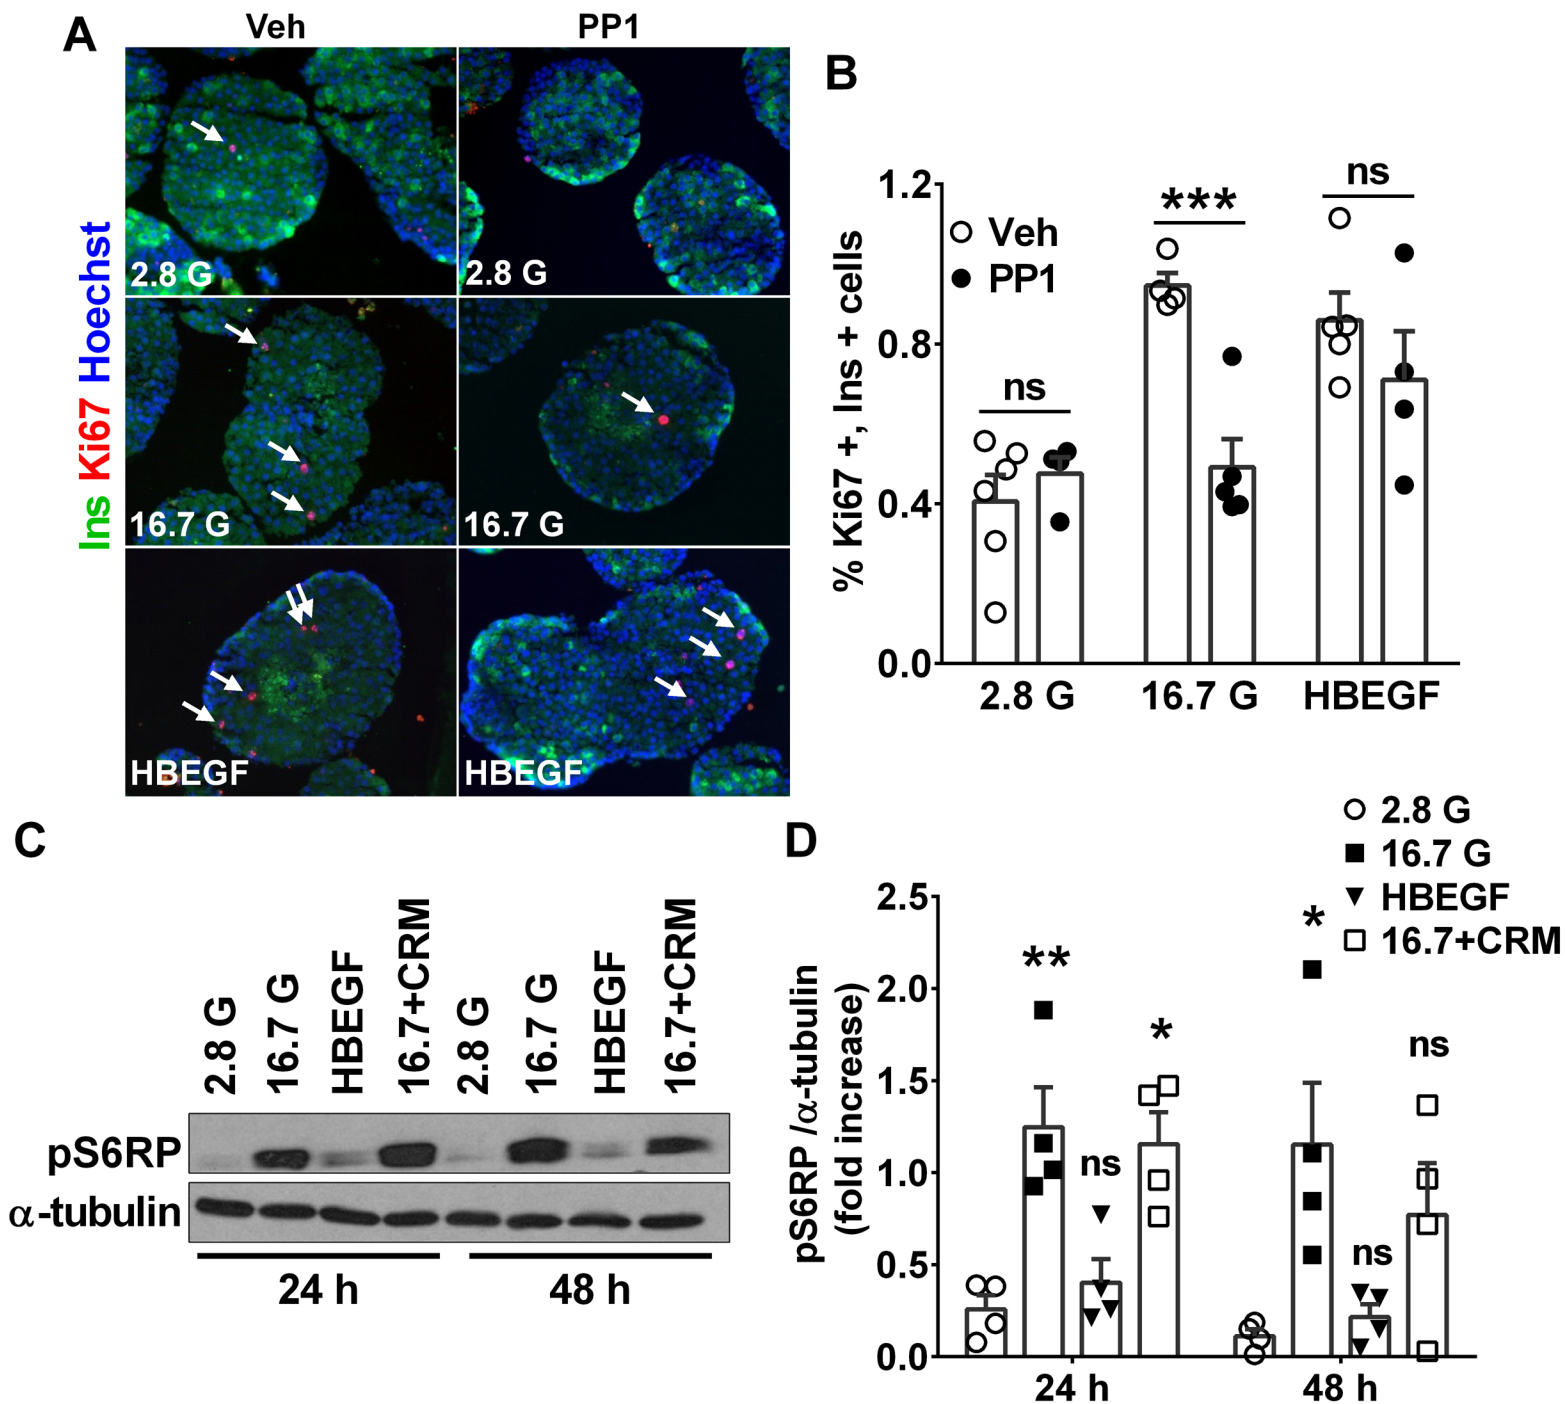 A
Veh PP1
Ins Ki67 Hoechst
2.8 G 2.8 G
16.7 G 16.7 G
HBEGF HBEGF
B
% Ki67 +, Ins + cells
1.2
0.8
0.4
0.0
Veh
PP1
ns
***
ns
2.8 G 16.7 G HBEGF
C
2.8 G
16.7 G
HBEGF
16.7+CRM
2.8 G
16.7 G
HBEGF
16.7+CRM
pS6RP
α-tubulin
24 h 48 h
D
2.8 G
16.7 G
HBEGF
16.7+CRM
pS6RP /α-tubulin
(fold increase)
2.5
2.0
1.5
1.0
0.5
0.0
**
ns
*
*
ns
ns
24 h 48 h